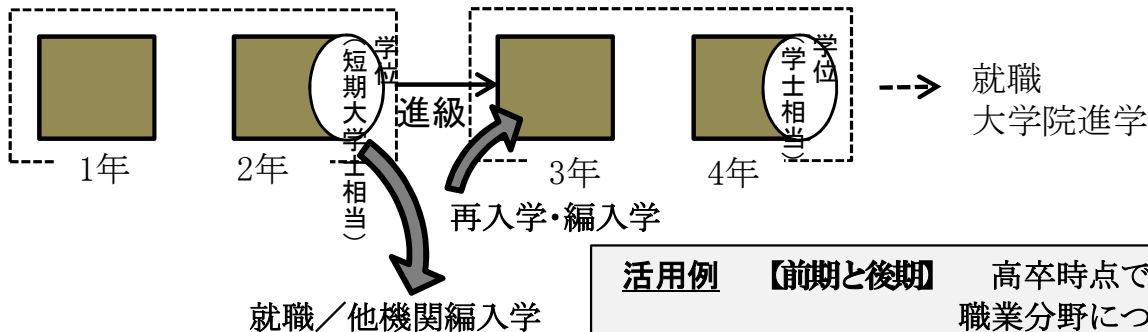 学位
(短期大学士相当)
進級
学位
(学士相当)
就職
大学院進学
1年
2年
3年
4年
再入学・編入学
就職／他機関編入学
活用例 【前期と後期】 高卒時点で
職業分野につ